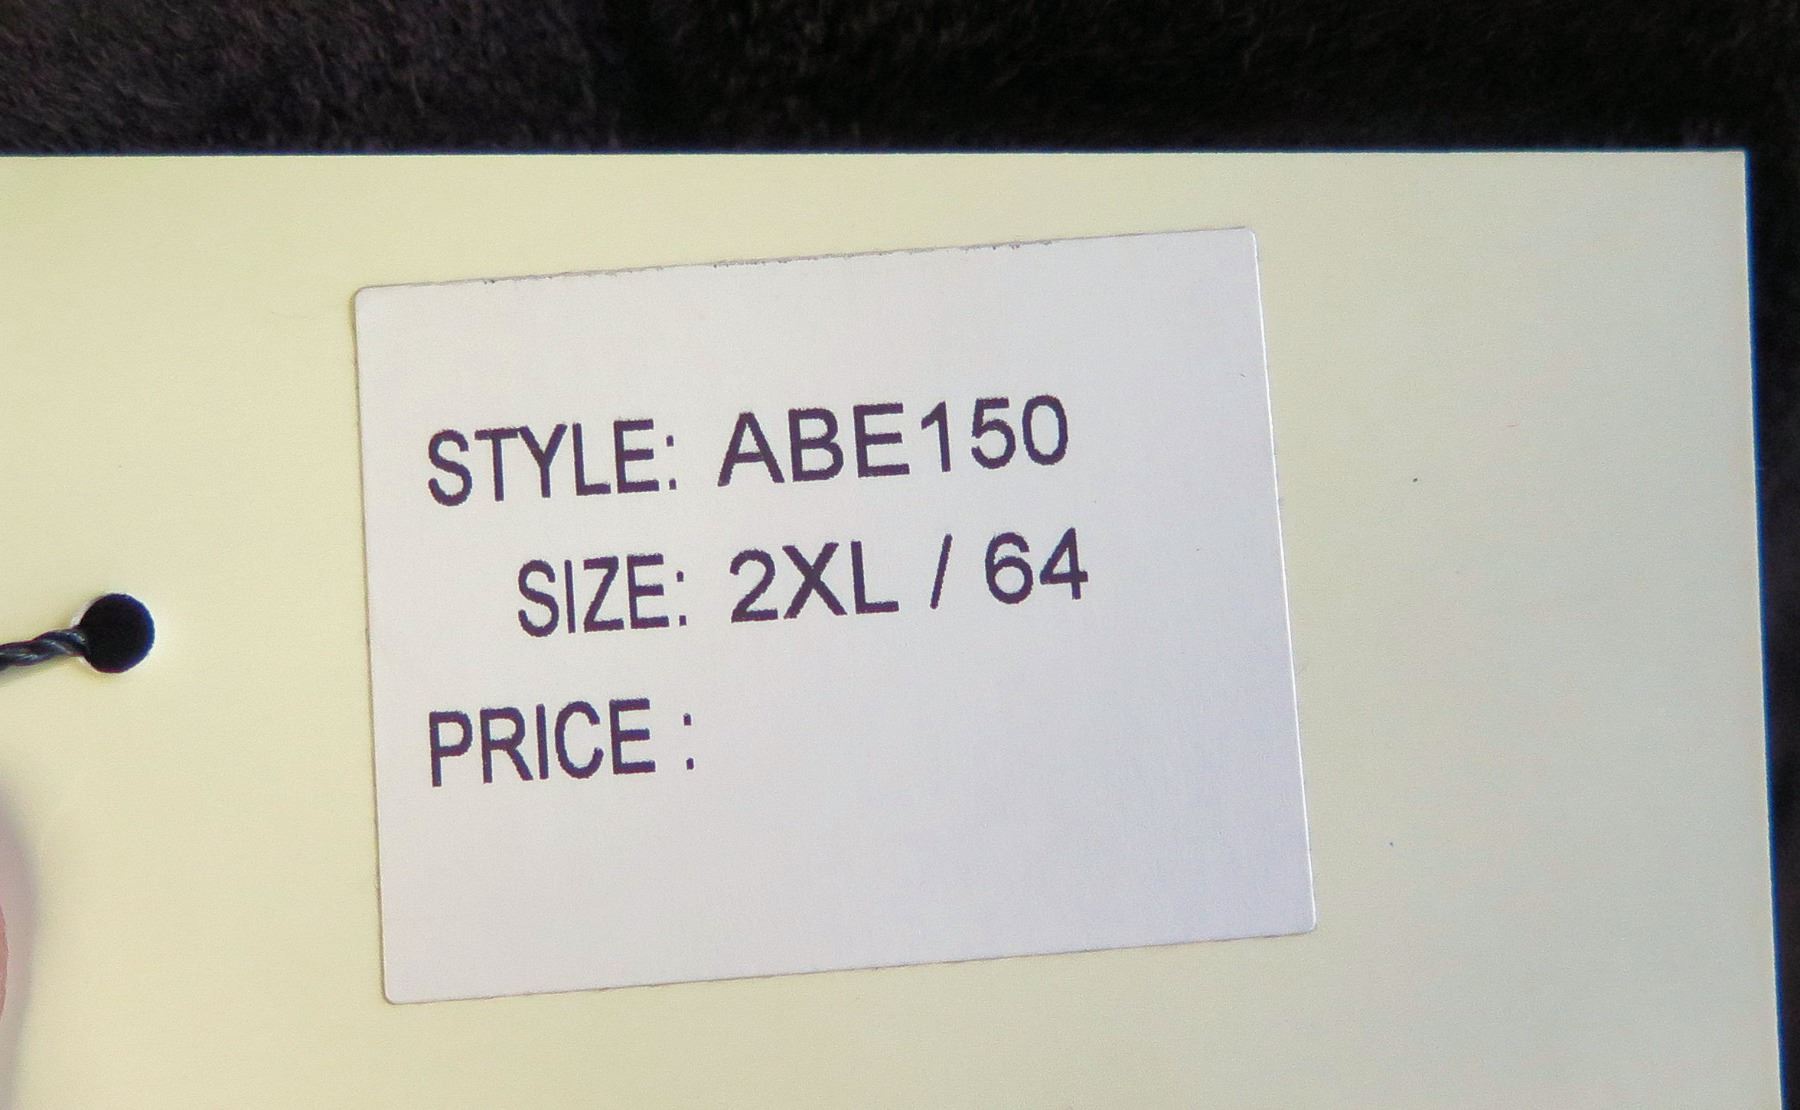 STYLE: ABE150
SIZE: 2XL / 64
PRICE :